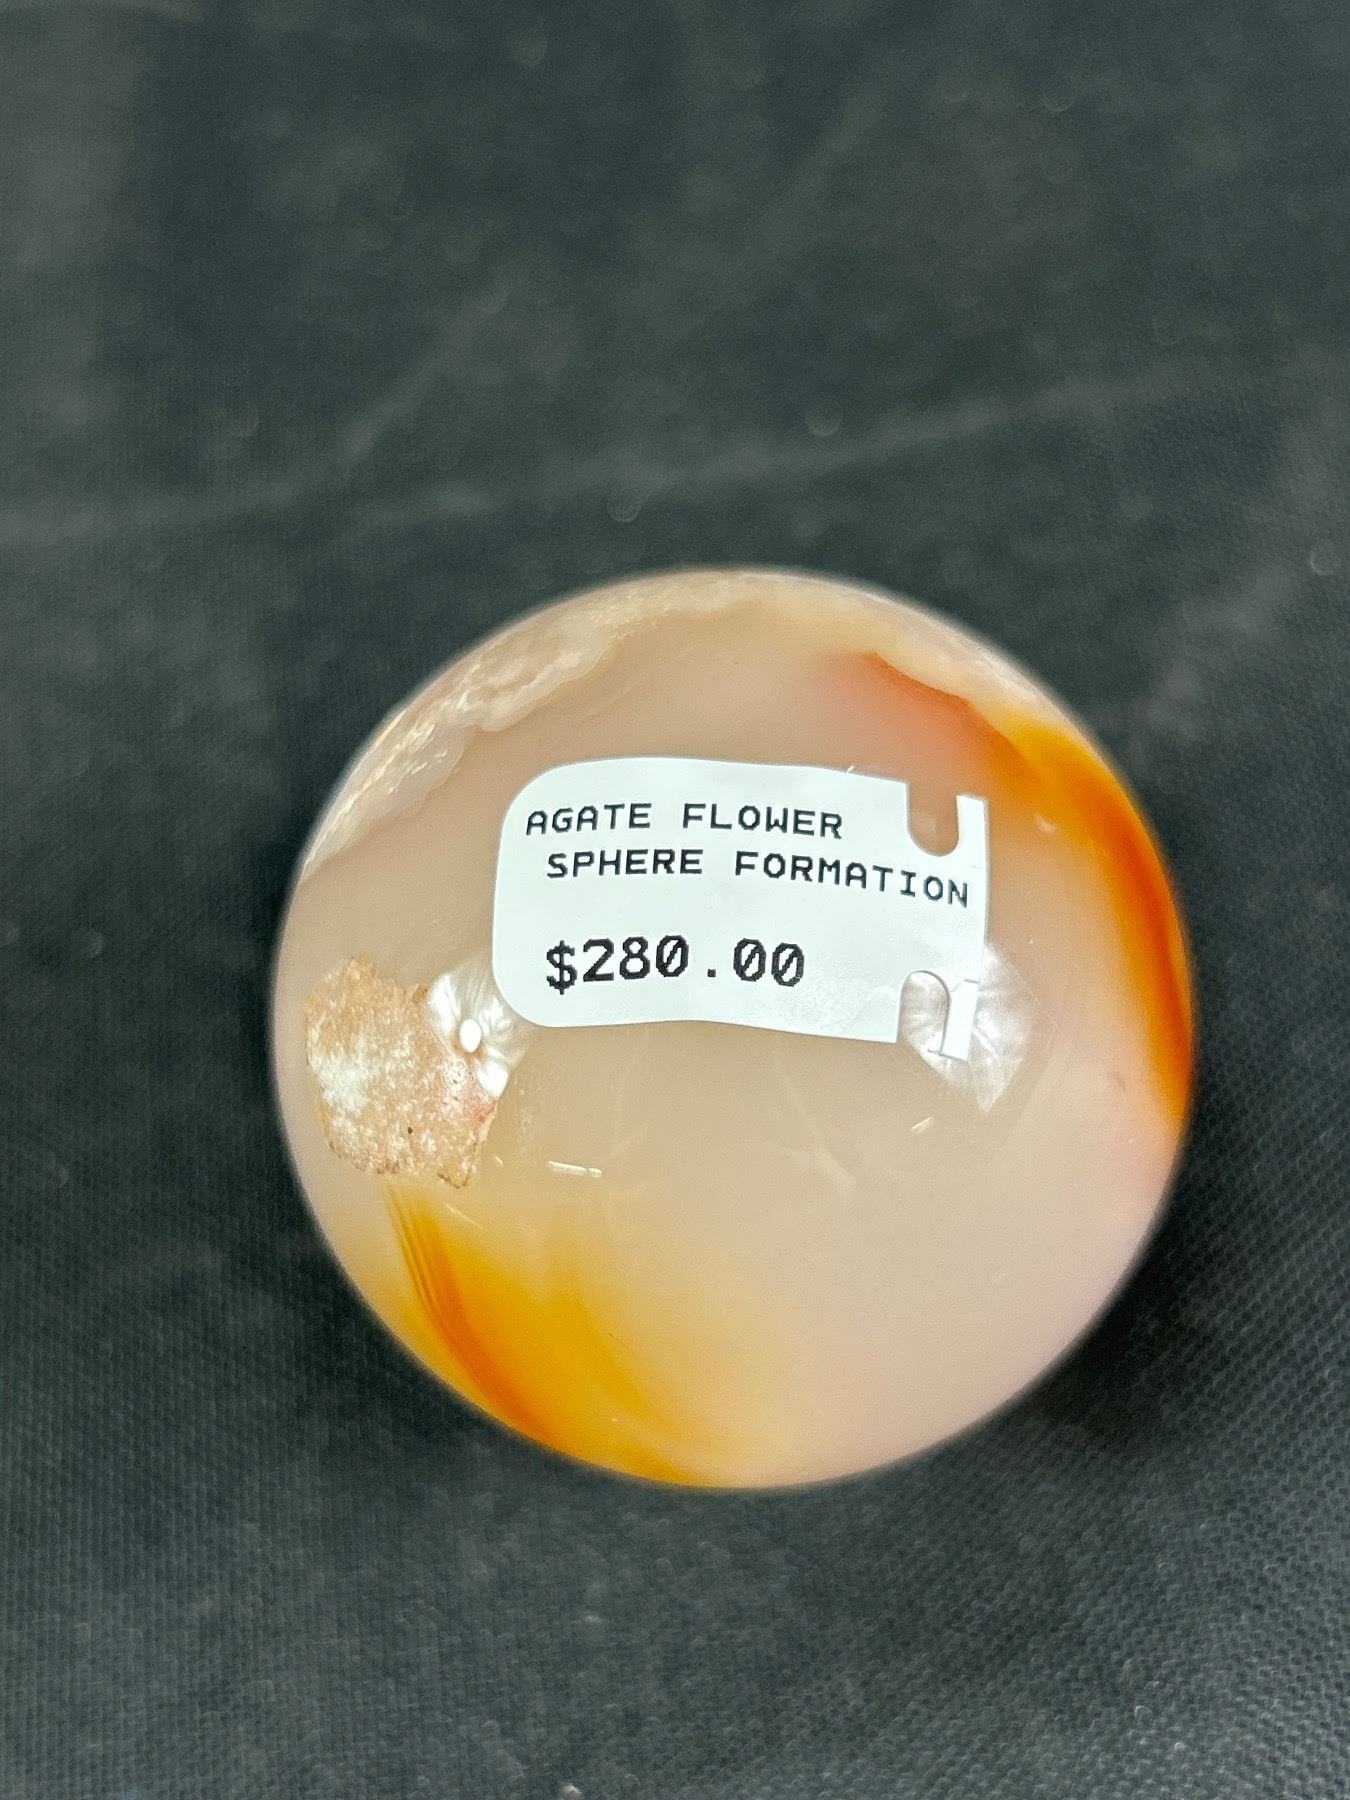 AGATE FLOWER
SPHERE FORMATION
$280.00